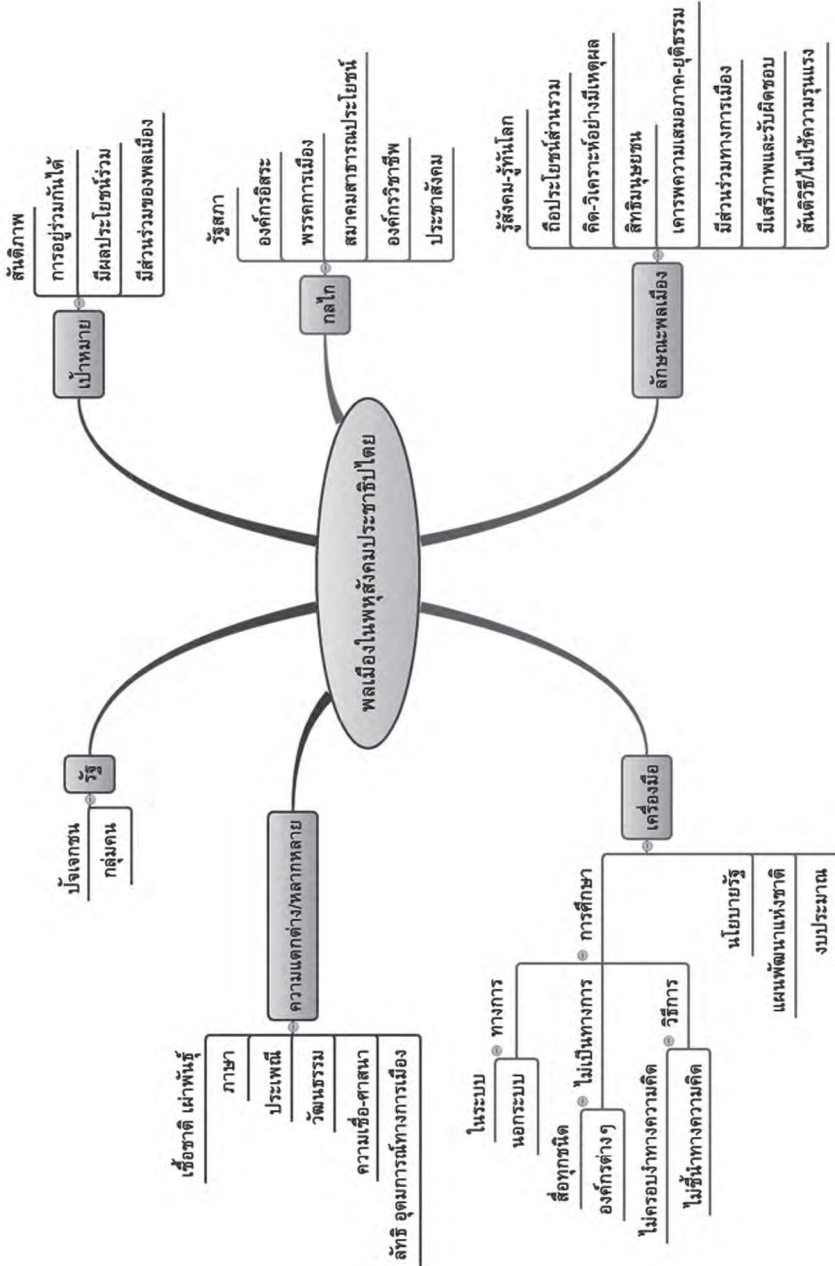 พลเมืองในพหุสังคมประชาธิปไตย
เป้าหมาย
สันติภาพ
การอยู่ร่วมกันได้
มีผลประโยชน์ร่วม
มีส่วนร่วมของพลเมือง
กลไก
รัฐสภา
องค์กรอิสระ
พรรคการเมือง
สมาคมสาธารณประโยชน์
องค์กรวิชาชีพ
ประชาสังคม
ลักษณะพลเมือง
รู้สังคม-รู้ทันโลก
ถือประโยชน์ส่วนรวม
คิด-วิเคราะห์อย่างมีเหตุผล
สิทธิมนุษยชน
เคารพความเสมอภาค-ยุติธรรม
มีส่วนร่วมทางการเมือง
มีเสรีภาพและรับผิดชอบ
สันติวิธี/ไม่ใช้ความรุนแรง
รัฐ
ปัจเจกชน
กลุ่มคน
ความแตกต่าง/หลากหลาย
เชื้อชาติ เผ่าพันธุ์
ภาษา
ประเพณี
วัฒนธรรม
ความเชื่อ-ศาสนา
ลัทธิ อุดมการณ์ทางการเมือง
เครื่องมือ
การศึกษา
ทางการ
ในระบบ
นอกระบบ
ไม่เป็นทางการ
สื่อทุกชนิด
องค์กรต่างๆ
วิธีการ
ไม่ครอบงำทางความคิด
ไม่ชี้นำทางความคิด
นโยบายรัฐ
แผนพัฒนาแห่งชาติ
งบประมาณ